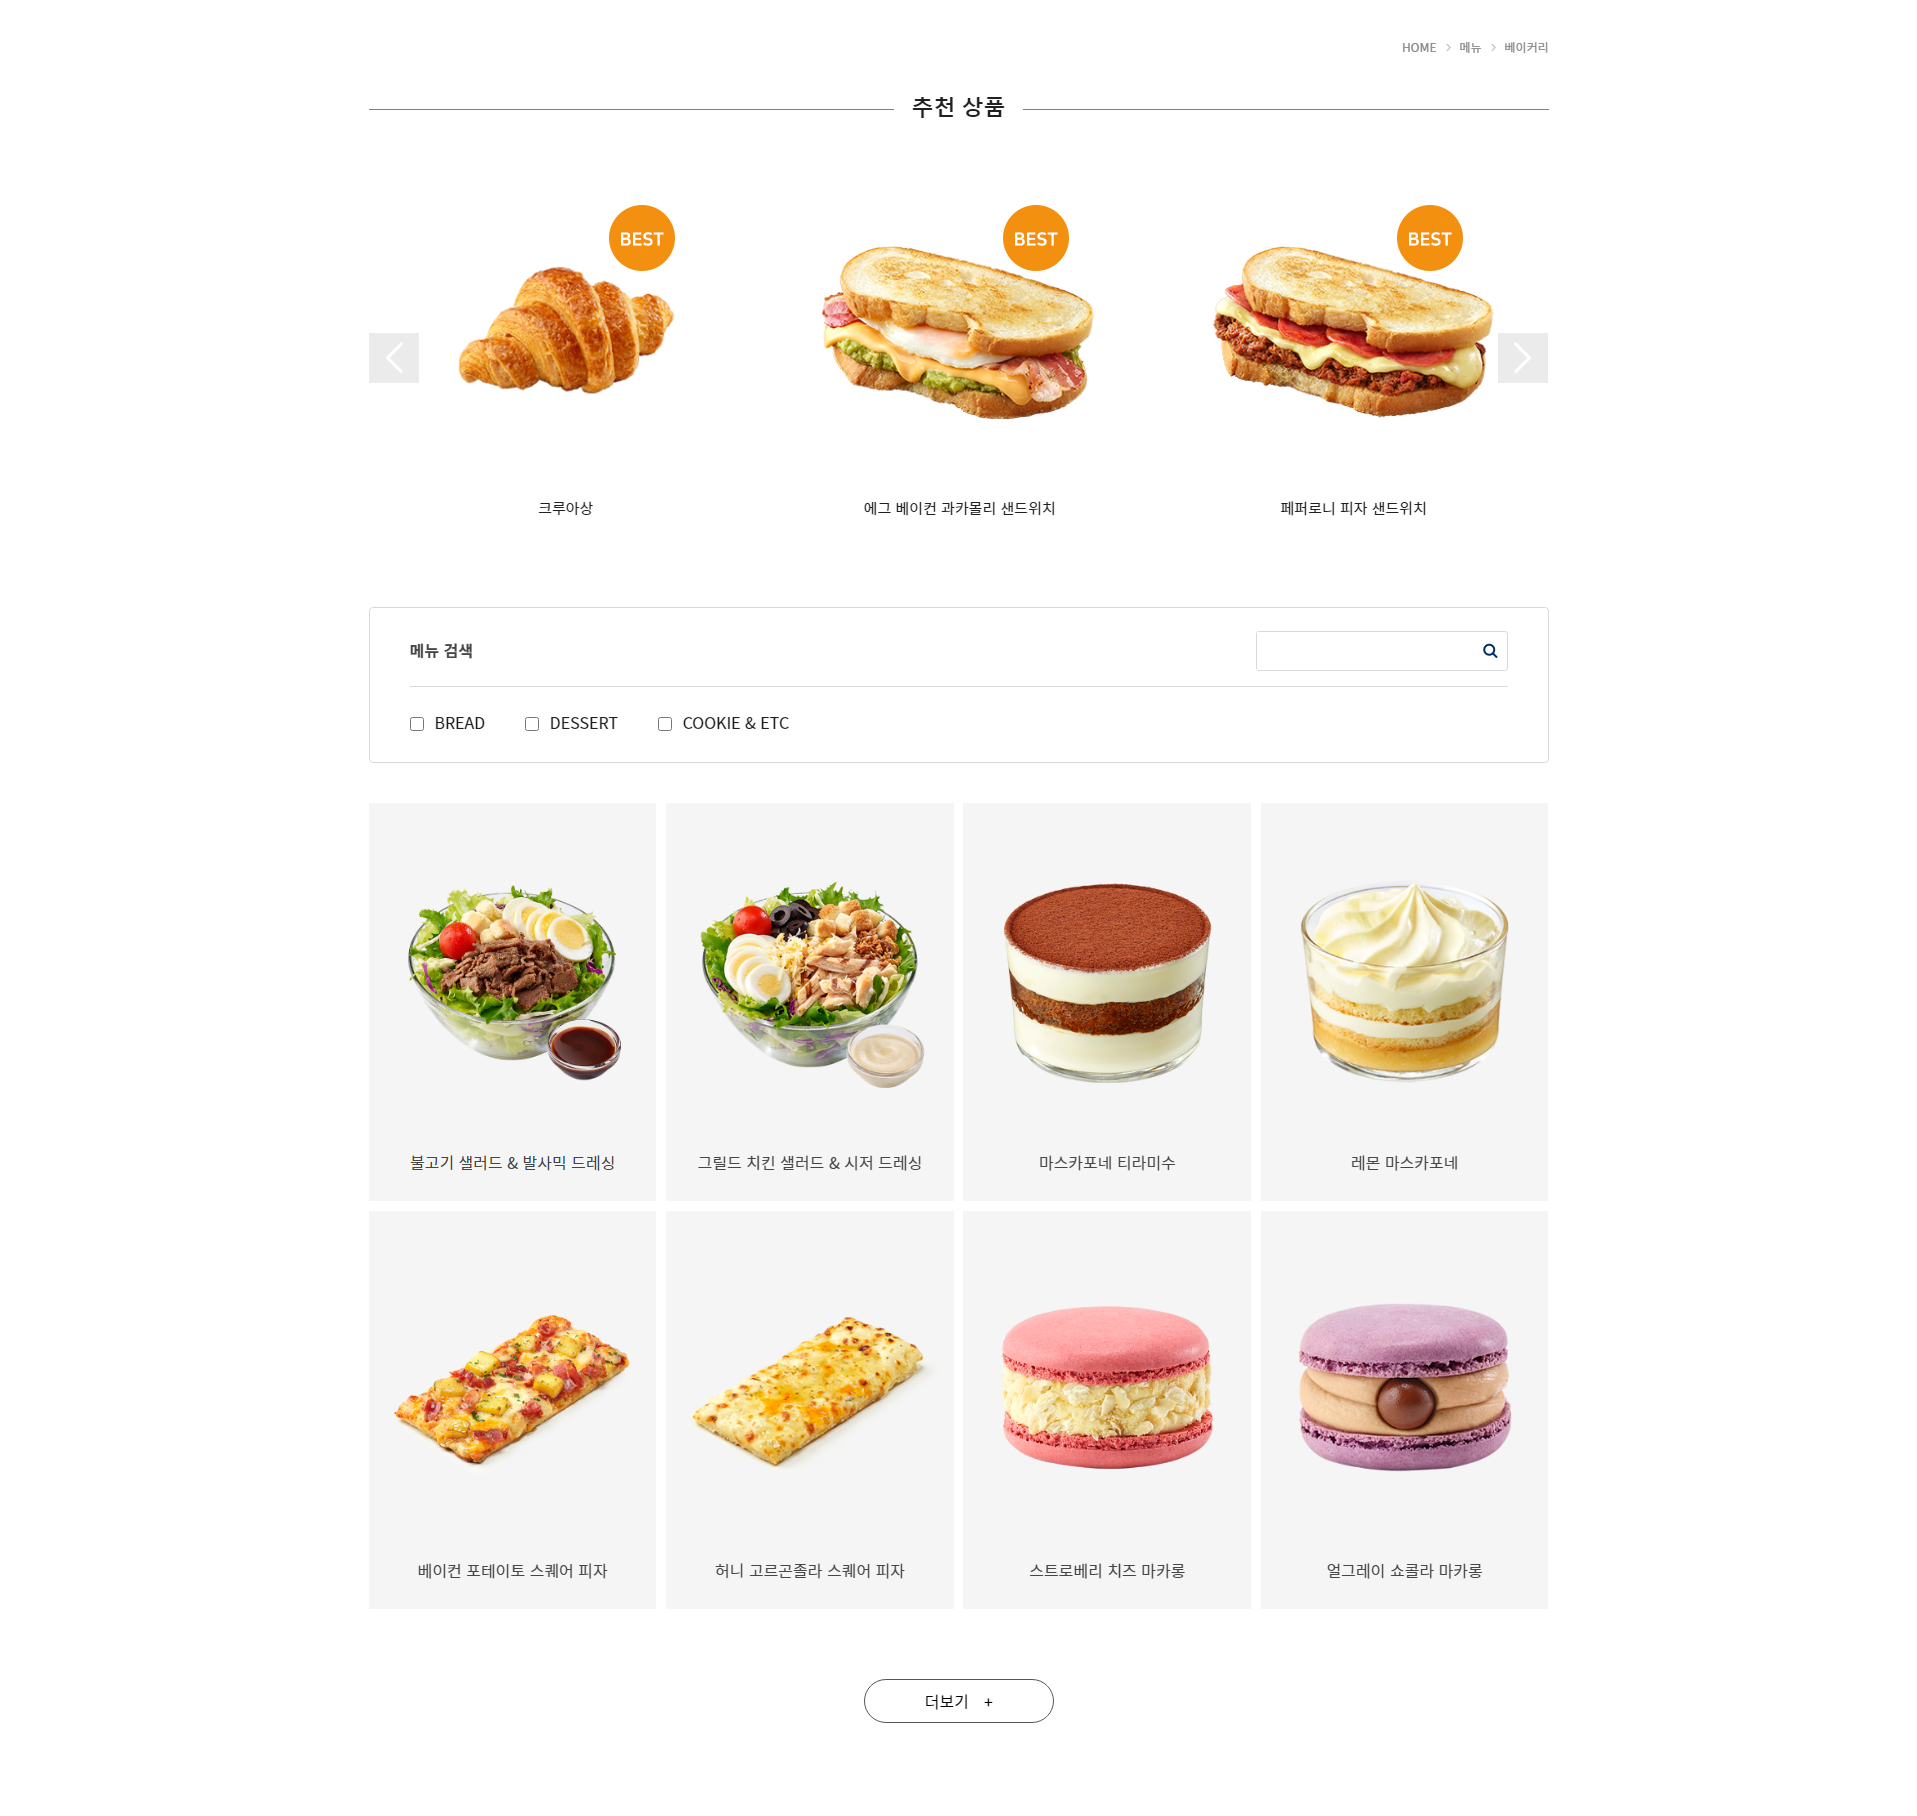 HOME > 메뉴 > 베이커리
추천 상품
BEST
BEST
BEST
크루아상
에그 베이컨 과카몰리 샌드위치
페퍼로니 피자 샌드위치
메뉴 검색
BREAD
DESSERT
COOKIE & ETC
불고기 샐러드 & 발사믹 드레싱
그릴드 치킨 샐러드 & 시저 드레싱
마스카포네 티라미수
레몬 마스카포네
베이컨 포테이토 스퀘어 피자
허니 고르곤졸라 스퀘어 피자
스트로베리 치즈 마카롱
얼그레이 쇼콜라 마카롱
더보기 +